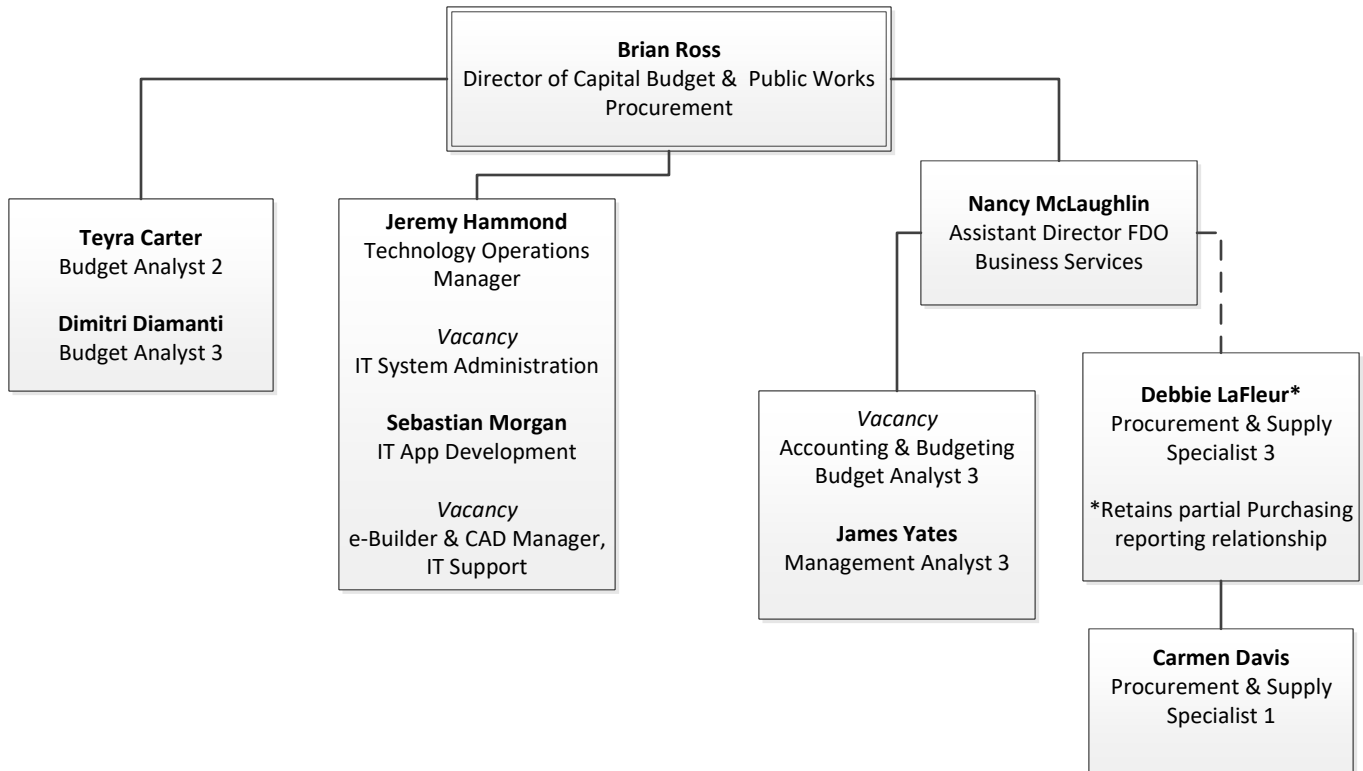 Brian Ross
Director of Capital Budget & Public Works
Procurement
Teyra Carter
Budget Analyst 2
Dimitri Diamanti
Budget Analyst 3
Jeremy Hammond
Technology Operations
Manager
Vacancy
IT System Administration
Sebastian Morgan
IT App Development
Vacancy
e-Builder & CAD Manager,
IT Support
Nancy McLaughlin
Assistant Director FDO
Business Services
Vacancy
Accounting & Budgeting
Budget Analyst 3
James Yates
Management Analyst 3
Debbie LaFleur*
Procurement & Supply
Specialist 3
*Retains partial Purchasing
reporting relationship
Carmen Davis
Procurement & Supply
Specialist 1